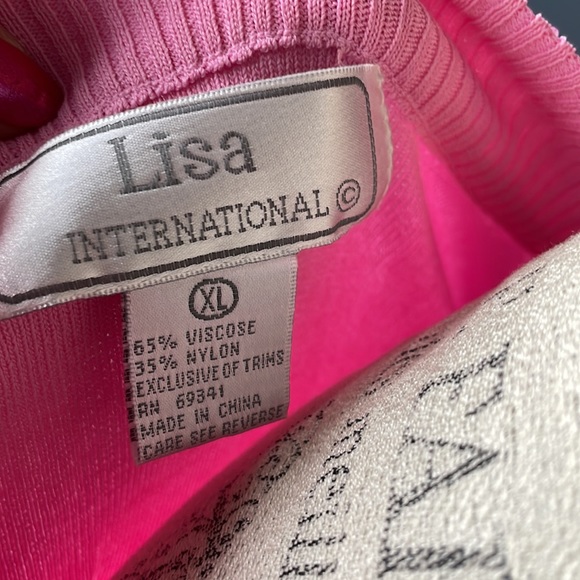 Lisa
INTERNATIONAL ©
XL
65% VISCOSE
35% NYLON
EXCLUSIVE OF TRIMS
RN 69341
MADE IN CHINA
CARE SEE REVERSE